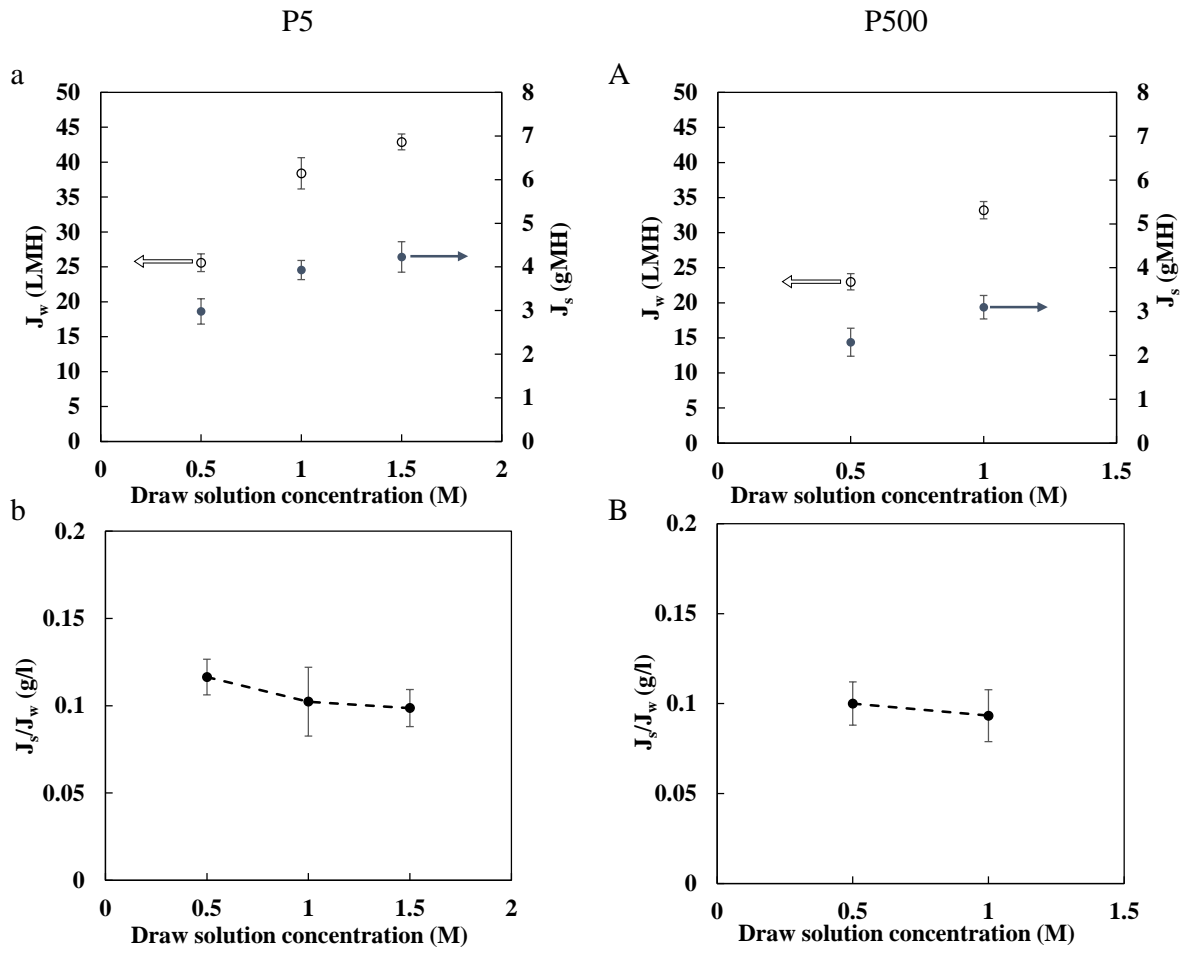 P5
P500
a
50
45
40
35
30
25
20
15
10
5
0
J_w (LMH)
8
7
6
5
4
3
2
1
0
J_s (gMH)
0 0.5 1 1.5 2
Draw solution concentration (M)
A
50
45
40
35
30
25
20
15
10
5
0
J_w (LMH)
8
7
6
5
4
3
2
1
0
J_s (gMH)
0 0.5 1 1.5
Draw solution concentration (M)
b
0.2
0.15
0.1
0.05
0
J_s/J_w (g/l)
0 0.5 1 1.5 2
Draw solution concentration (M)
B
0.2
0.15
0.1
0.05
0
J_s/J_w (g/l)
0 0.5 1 1.5
Draw solution concentration (M)